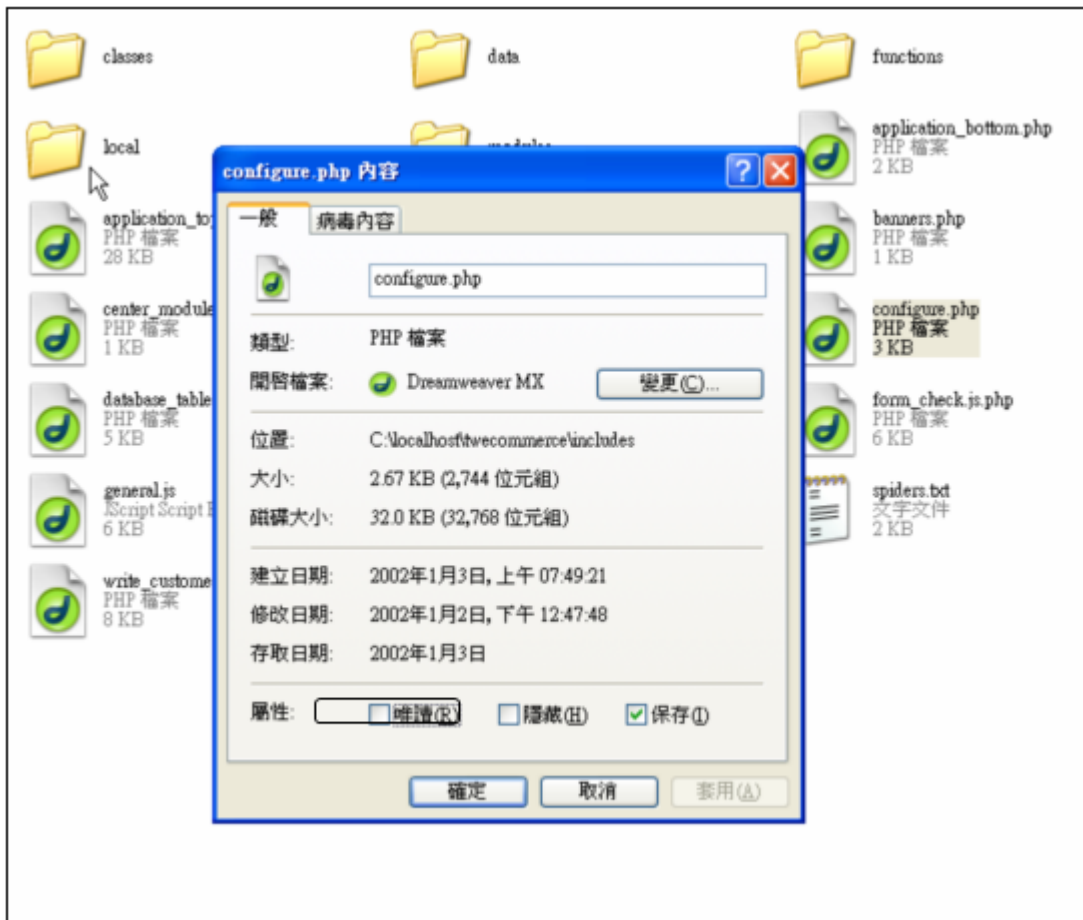 classes
data
functions
local
application_bottom.php
PHP 檔案
2 KB
application_to
PHP 檔案
28 KB
banners.php
PHP 檔案
1 KB
center_module
PHP 檔案
1 KB
configure.php
PHP 檔案
3 KB
database_table
PHP 檔案
5 KB
form_check.js.php
PHP 檔案
6 KB
general.js
JScript Script
6 KB
spiders.txt
文字文件
2 KB
write_custome
PHP 檔案
8 KB
configure.php 內容
一般 病毒內容
configure.php
類型: PHP 檔案
開啓檔案: Dreamweaver MX 變更(C)...
位置: C:\localhost\twecommerce\includes
大小: 2.67 KB (2,744 位元組)
磁碟大小: 32.0 KB (32,768 位元組)
建立日期: 2002年1月3日, 上午 07:49:21
修改日期: 2002年1月2日, 下午 12:47:48
存取日期: 2002年1月3日
屬性: 唯讀(R) 隱藏(H) 保存(I)
確定 取消 套用(A)